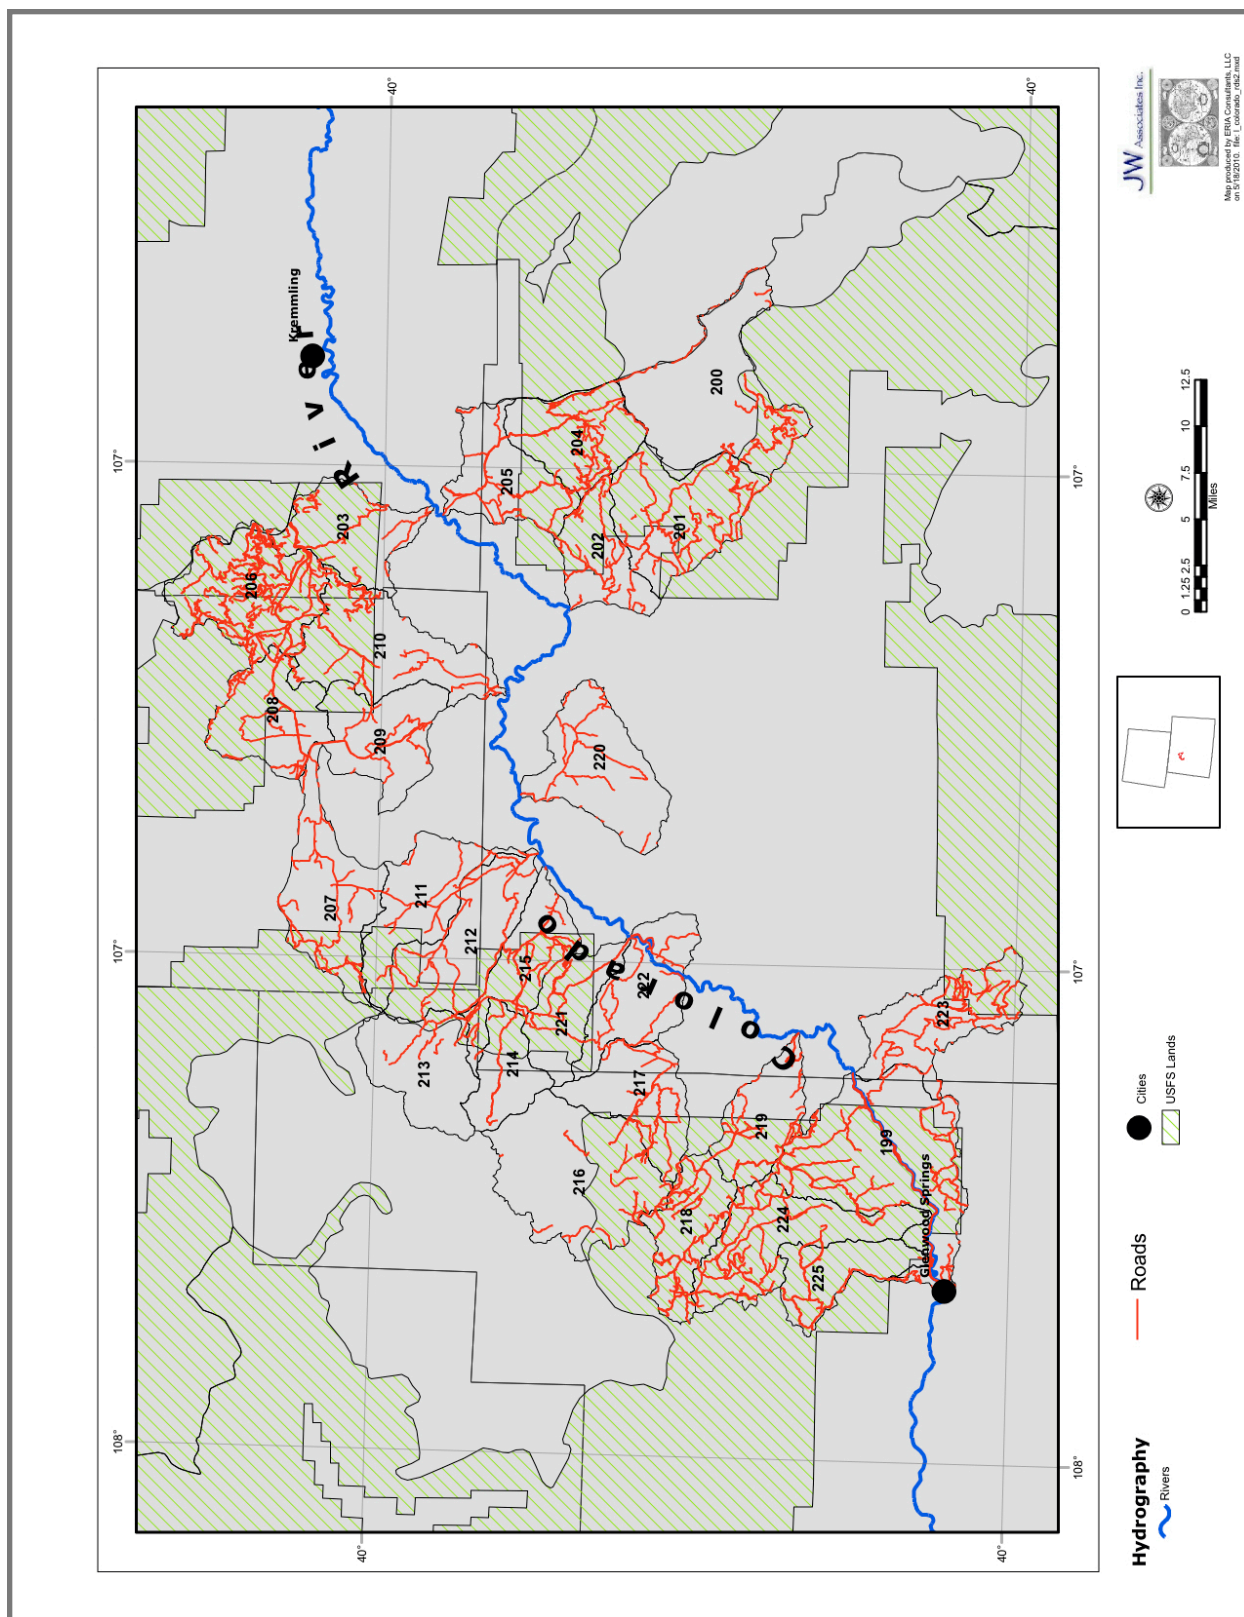 108°
107°
107°
40°
40°
206
208
Kremmling
Colorado River
207
203
209
210
211
213
212
205
214
215
221
204
216
202
220
217
222
201
218
200
219
224
225
199
Glenwood Springs
223
40°
40°
108°
107°
107°
Hydrography
Rivers
Roads
Cities
USFS Lands
0 1.25 2.5 5 7.5 10 12.5
Miles
JW Associates Inc.
Map produced by ERIA Consultants, LLC
on 5/18/2010. file: l_colorado_rds2.mxd